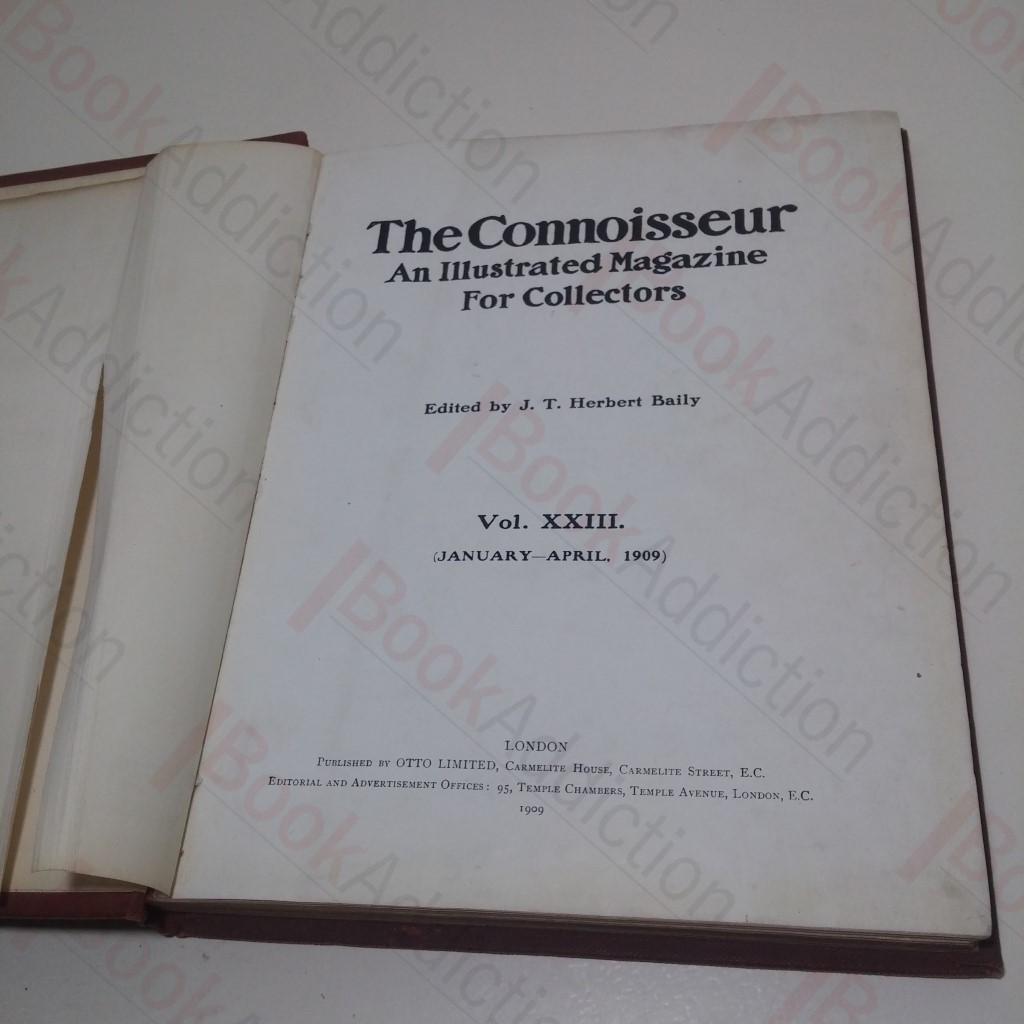 The Connoisseur
An Illustrated Magazine
For Collectors
Edited by J. T. Herbert Baily
Vol. XXIII.
(JANUARY—APRIL, 1909)
LONDON
Published by OTTO LIMITED, Carmelite House, Carmelite Street, E.C.
Editorial and Advertisement Offices: 95, Temple Chambers, Temple Avenue, London, E.C.
1909
BookAddiction